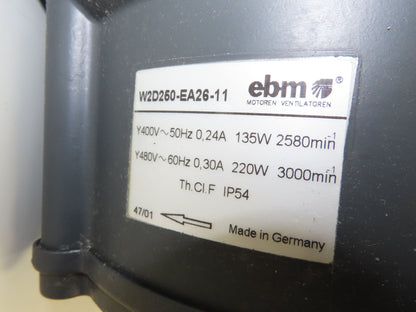 W2D250-EA26-11
ebm ®
MOTOREN VENTILATOREN
Y400V~50Hz 0,24A 135W 2580min-1
Y480V~60Hz 0,30A 220W 3000min-1
Th.Cl.F IP54
47/01
Made in Germany